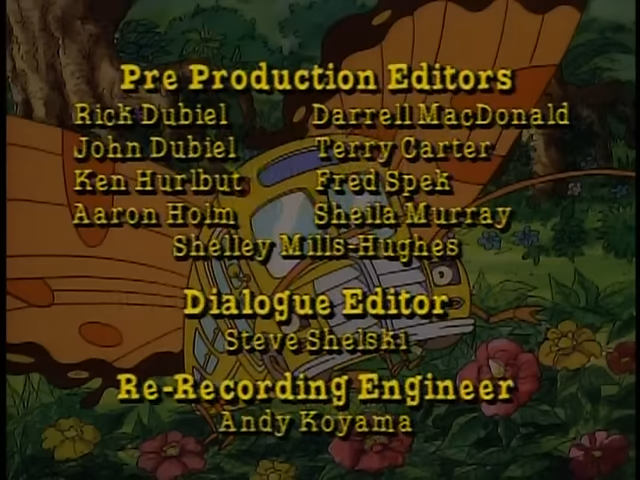 Pre Production Editors
Rick Dubiel Darrell MacDonald
John Dubiel Terry Carter
Ken Hurlbut Fred Spek
Aaron Holm Sheila Murray
Shelley Mills-Hughes
Dialogue Editor
Steve Shelski
Re-Recording Engineer
Andy Koyama